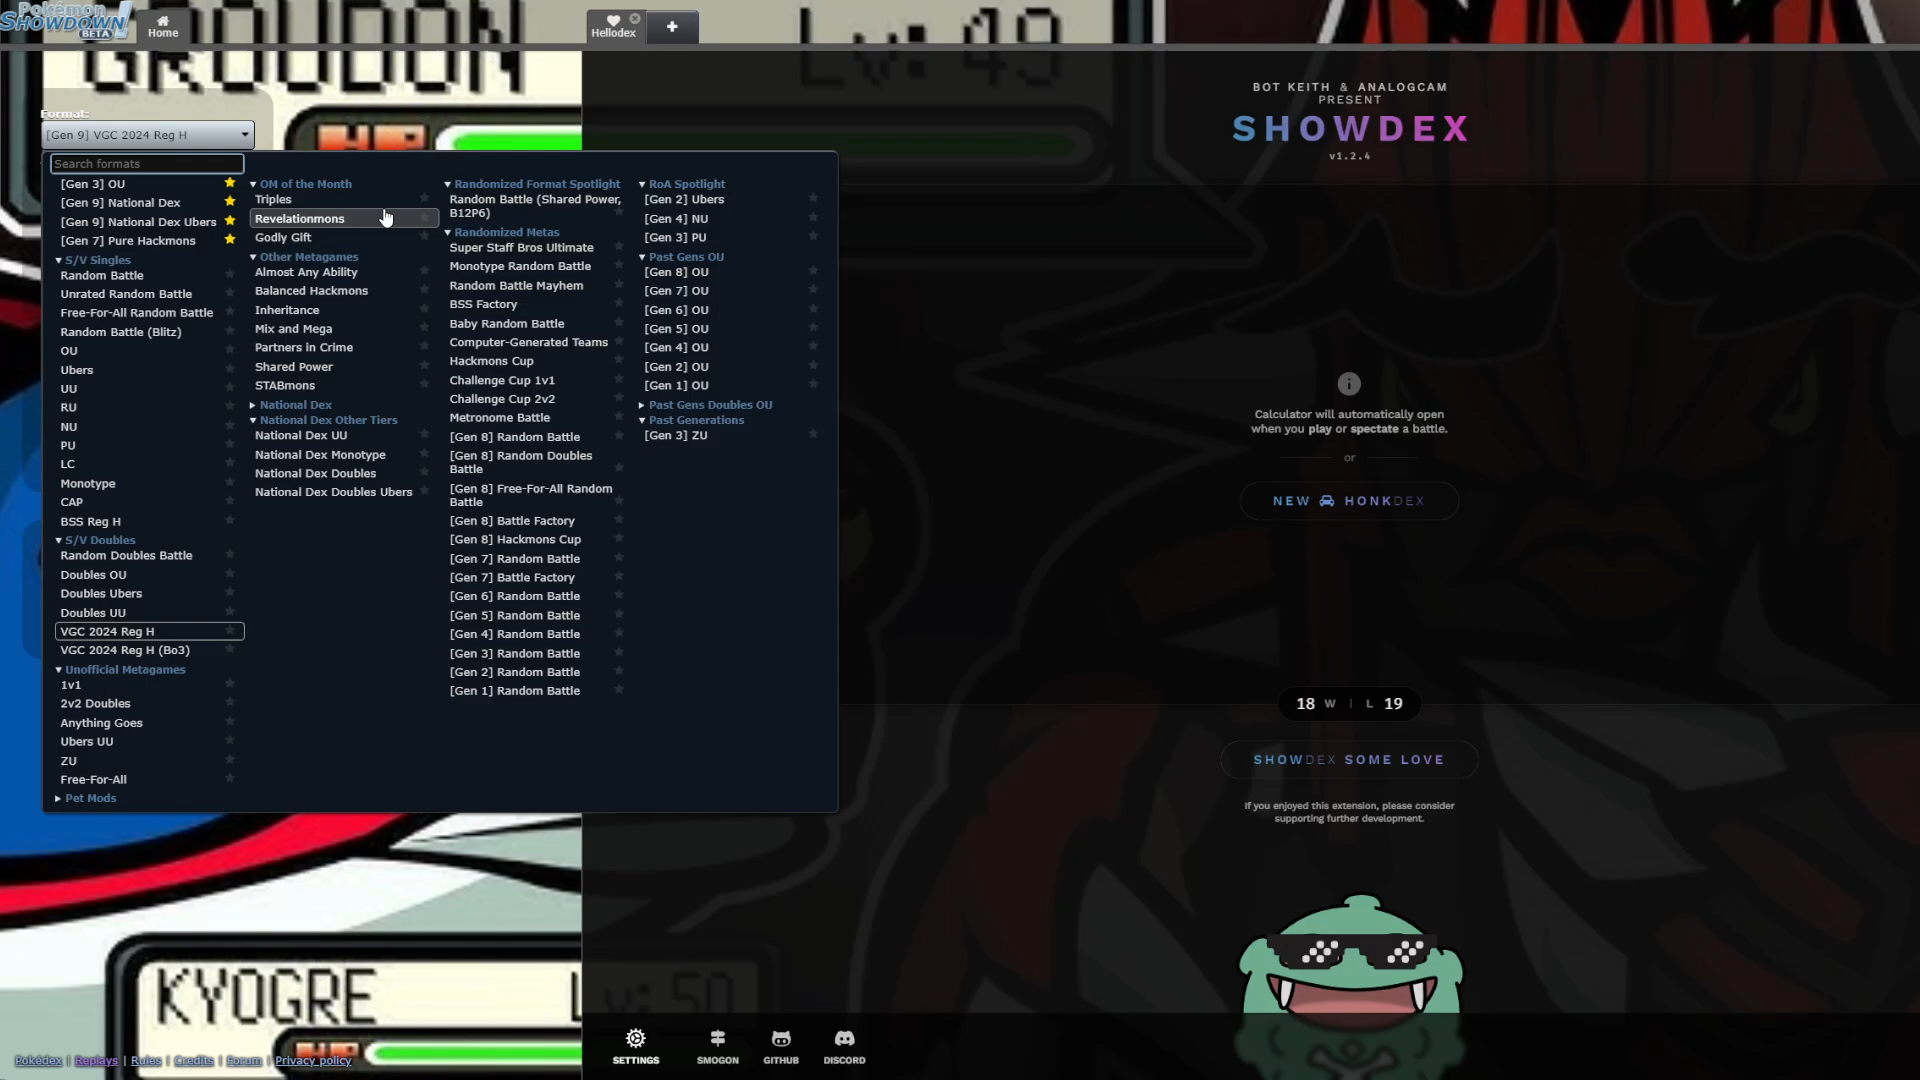 Pokémon
SHOWDOWN!
BETA
Home
Hellodex
GROUDON
Lv: 49
Format:
[Gen 9] VGC 2024 Reg H
HP
Search formats
[Gen 3] OU
[Gen 9] National Dex
[Gen 9] National Dex Ubers
[Gen 7] Pure Hackmons
S/V Singles
Random Battle
Unrated Random Battle
Free-For-All Random Battle
Random Battle (Blitz)
OU
Ubers
UU
RU
NU
PU
LC
Monotype
CAP
BSS Reg H
S/V Doubles
Random Doubles Battle
Doubles OU
Doubles Ubers
Doubles UU
VGC 2024 Reg H
VGC 2024 Reg H (Bo3)
Unofficial Metagames
1v1
2v2 Doubles
Anything Goes
Ubers UU
ZU
Free-For-All
Pet Mods
OM of the Month
Triples
Revelationmons
Godly Gift
Other Metagames
Almost Any Ability
Balanced Hackmons
Inheritance
Mix and Mega
Partners in Crime
Shared Power
STABmons
National Dex
National Dex Other Tiers
National Dex UU
National Dex Monotype
National Dex Doubles
National Dex Doubles Ubers
Randomized Format Spotlight
Random Battle (Shared Power,
B12P6)
Randomized Metas
Super Staff Bros Ultimate
Monotype Random Battle
Random Battle Mayhem
BSS Factory
Baby Random Battle
Computer-Generated Teams
Hackmons Cup
Challenge Cup 1v1
Challenge Cup 2v2
Metronome Battle
[Gen 8] Random Battle
[Gen 8] Random Doubles
Battle
[Gen 8] Free-For-All Random
Battle
[Gen 8] Battle Factory
[Gen 8] Hackmons Cup
[Gen 7] Random Battle
[Gen 7] Battle Factory
[Gen 6] Random Battle
[Gen 5] Random Battle
[Gen 4] Random Battle
[Gen 3] Random Battle
[Gen 2] Random Battle
[Gen 1] Random Battle
RoA Spotlight
[Gen 2] Ubers
[Gen 4] NU
[Gen 3] PU
Past Gens OU
[Gen 8] OU
[Gen 7] OU
[Gen 6] OU
[Gen 5] OU
[Gen 4] OU
[Gen 2] OU
[Gen 1] OU
Past Gens Doubles OU
Past Generations
[Gen 3] ZU
BOT KEITH & ANALOGCAM
PRESENT
SHOWDEX
v1.2.4
Calculator will automatically open
when you play or spectate a battle.
or
NEW HONKDEX
18 W | L 19
SHOWDEX SOME LOVE
If you enjoyed this extension, please consider
supporting further development.
KYOGRE Lv: 50
HP
Pokédex | Replays | Rules | Credits | Forum | Privacy policy
SETTINGS
SMOGON
GITHUB
DISCORD